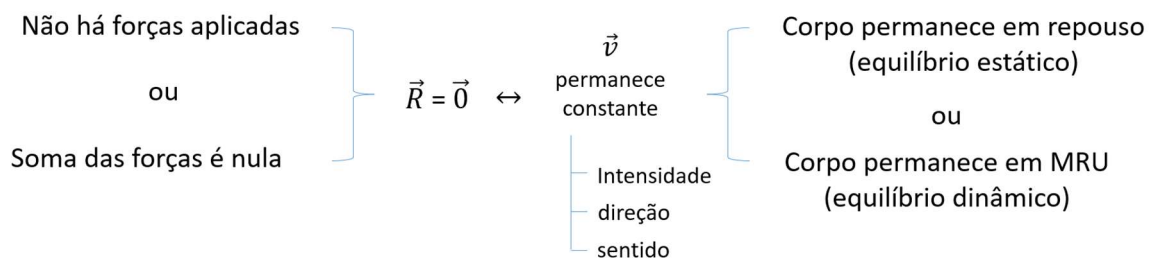 Não há forças aplicadas
ou
Soma das forças é nula
R⃗ = 0⃗ ↔
v⃗
permanece
constante
Intensidade
direção
sentido
Corpo permanece em repouso
(equilíbrio estático)
ou
Corpo permanece em MRU
(equilíbrio dinâmico)